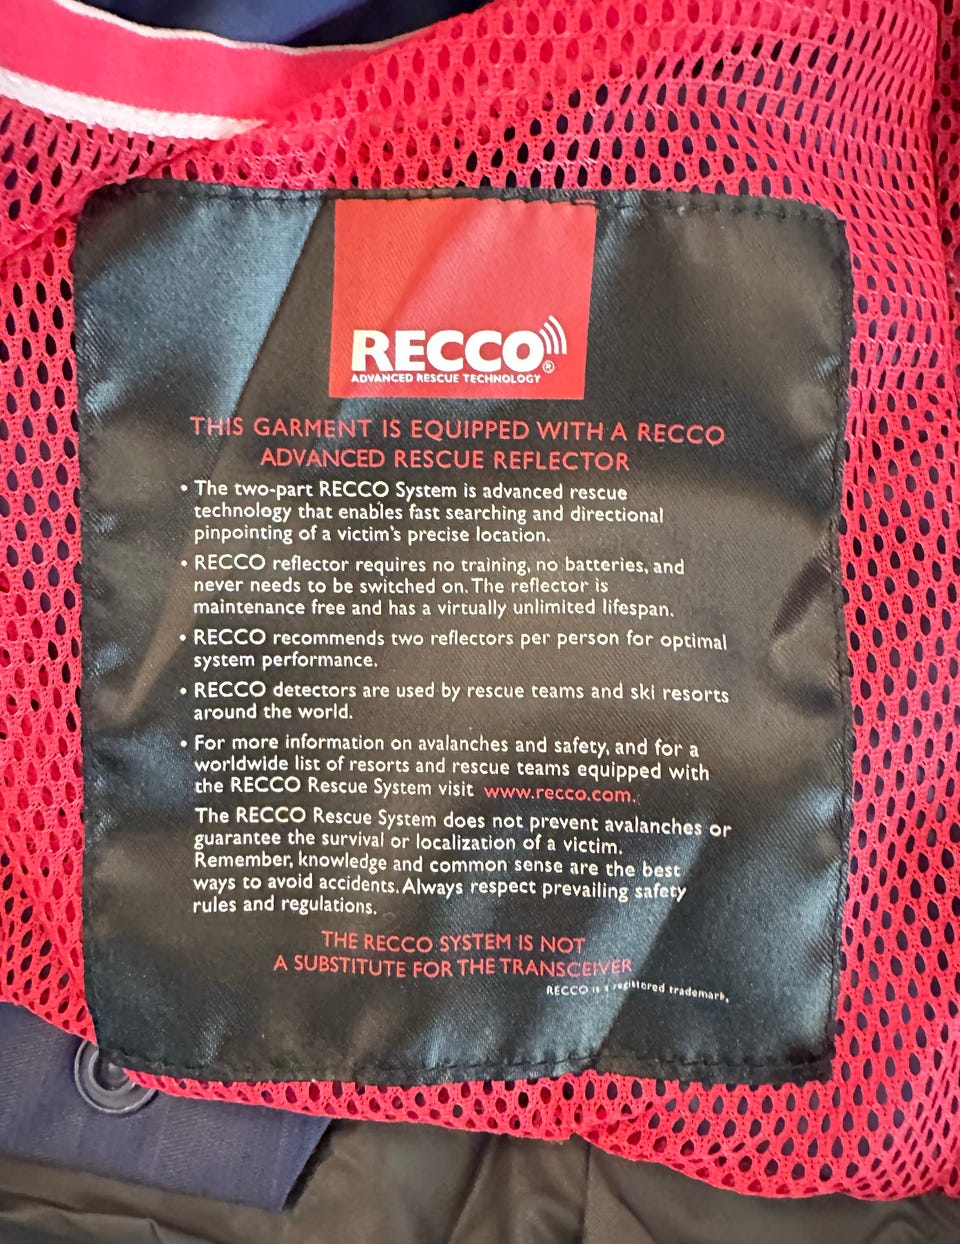 RECCO®
ADVANCED RESCUE TECHNOLOGY
THIS GARMENT IS EQUIPPED WITH A RECCO
ADVANCED RESCUE REFLECTOR
• The two-part RECCO System is advanced rescue
technology that enables fast searching and directional
pinpointing of a victim's precise location.
• RECCO reflector requires no training, no batteries, and
never needs to be switched on. The reflector is
maintenance free and has a virtually unlimited lifespan.
• RECCO recommends two reflectors per person for optimal
system performance.
• RECCO detectors are used by rescue teams and ski resorts
around the world.
• For more information on avalanches and safety, and for a
worldwide list of resorts and rescue teams equipped with
the RECCO Rescue System visit www.recco.com.
The RECCO Rescue System does not prevent avalanches or
guarantee the survival or localization of a victim.
Remember, knowledge and common sense are the best
ways to avoid accidents. Always respect prevailing safety
rules and regulations.
THE RECCO SYSTEM IS NOT
A SUBSTITUTE FOR THE TRANSCEIVER
RECCO is a registered trademark.